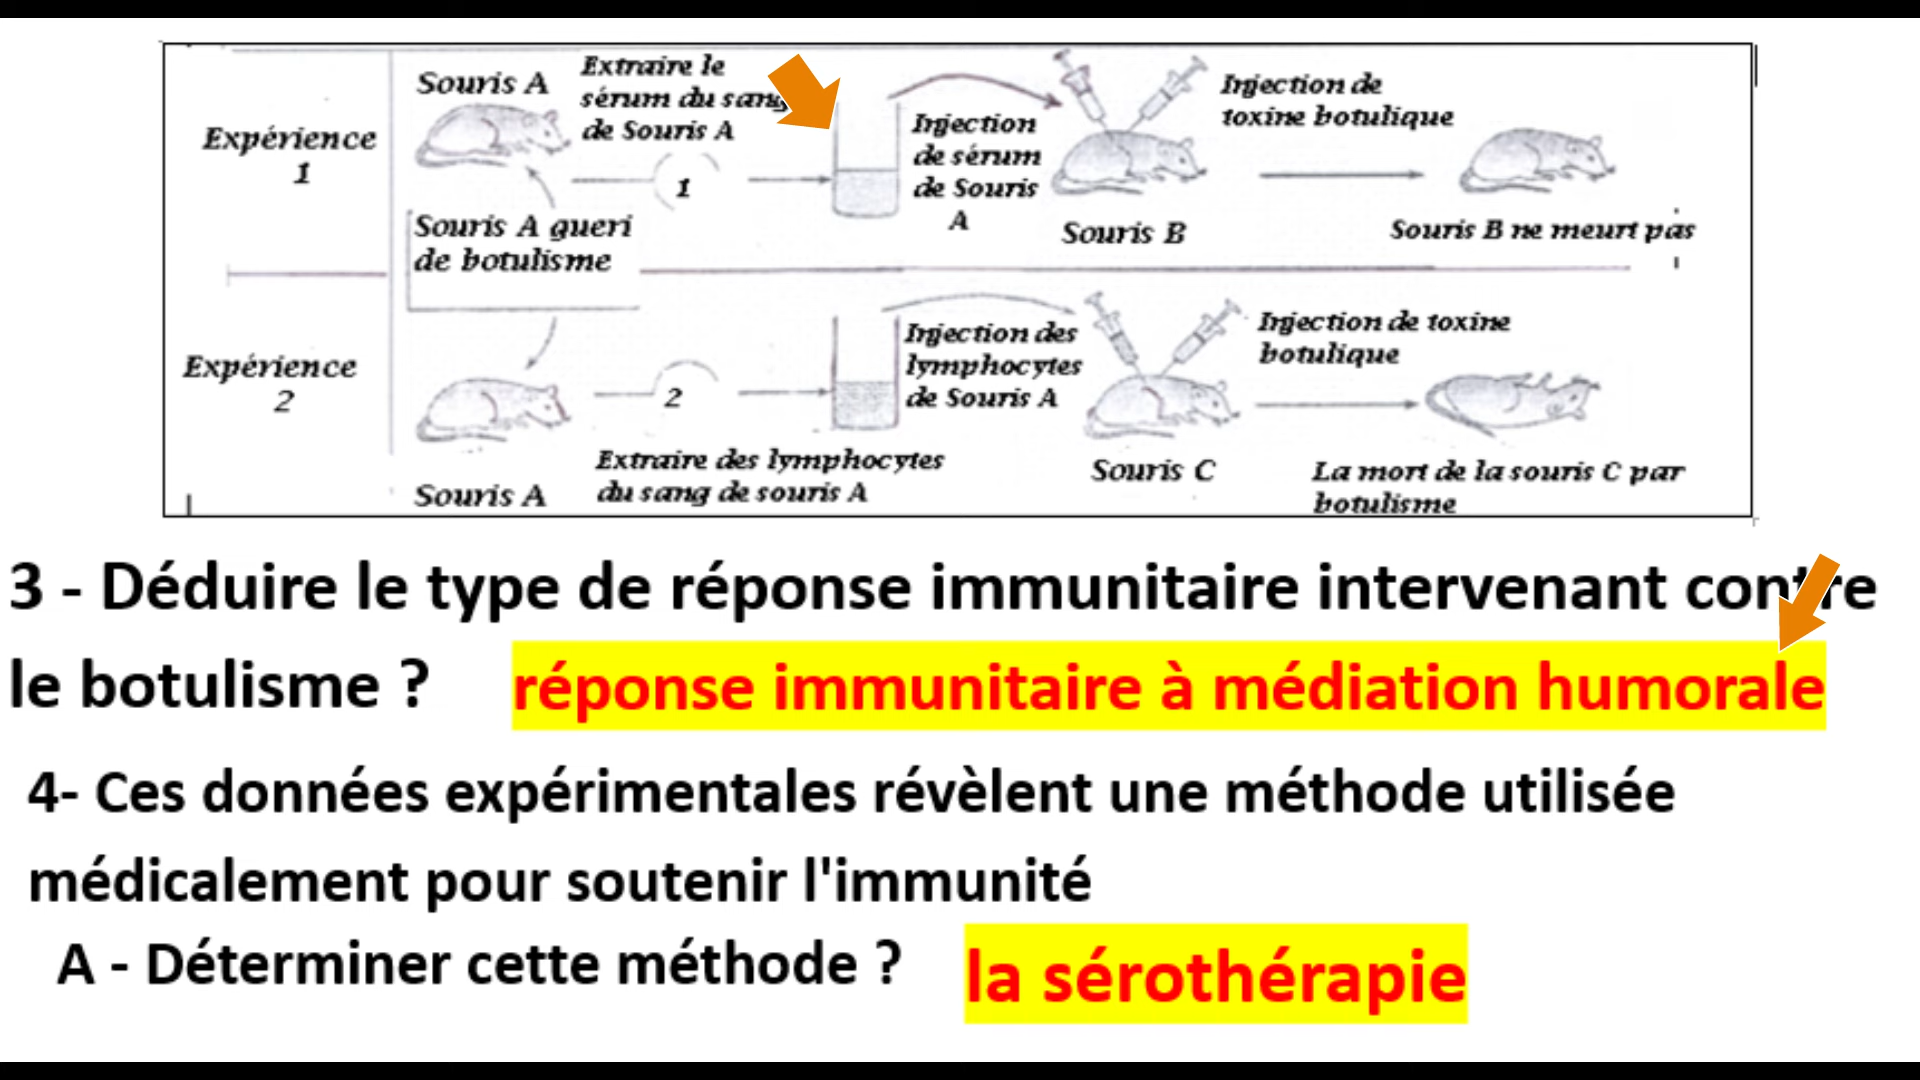 Souris A
Extraire le
sérum du sang
de Souris A
Expérience
1
1
Souris A gueri
de botulisme
Injection
de sérum
de Souris
A
Souris B
Injection de
toxine botulique
Souris B ne meurt pas
Expérience
2
Souris A
2
Extraire des lymphocytes
du sang de souris A
Injection des
lymphocytes
de Souris A
Souris C
Injection de toxine
botulique
La mort de la souris C par
botulisme
3 - Déduire le type de réponse immunitaire intervenant contre
le botulisme ? réponse immunitaire à médiation humorale
4- Ces données expérimentales révèlent une méthode utilisée
médicalement pour soutenir l'immunité
A - Déterminer cette méthode ? la sérothérapie